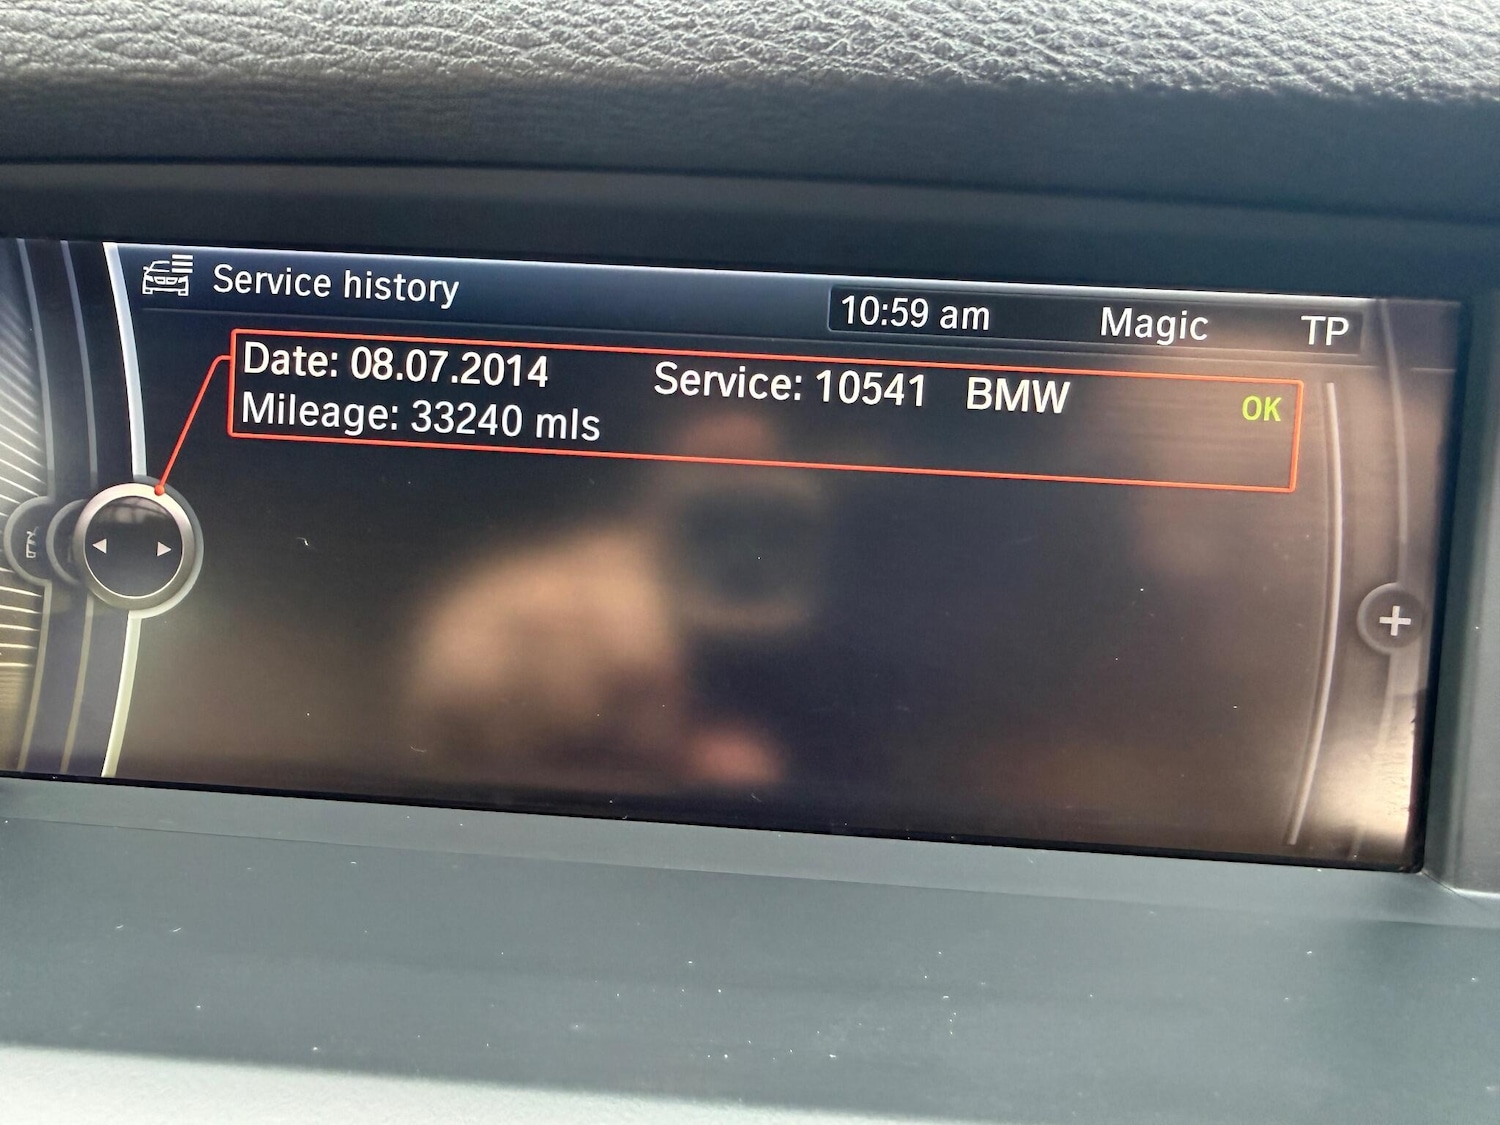 Service history
10:59 am Magic TP
Date: 08.07.2014 Service: 10541 BMW OK
Mileage: 33240 mls